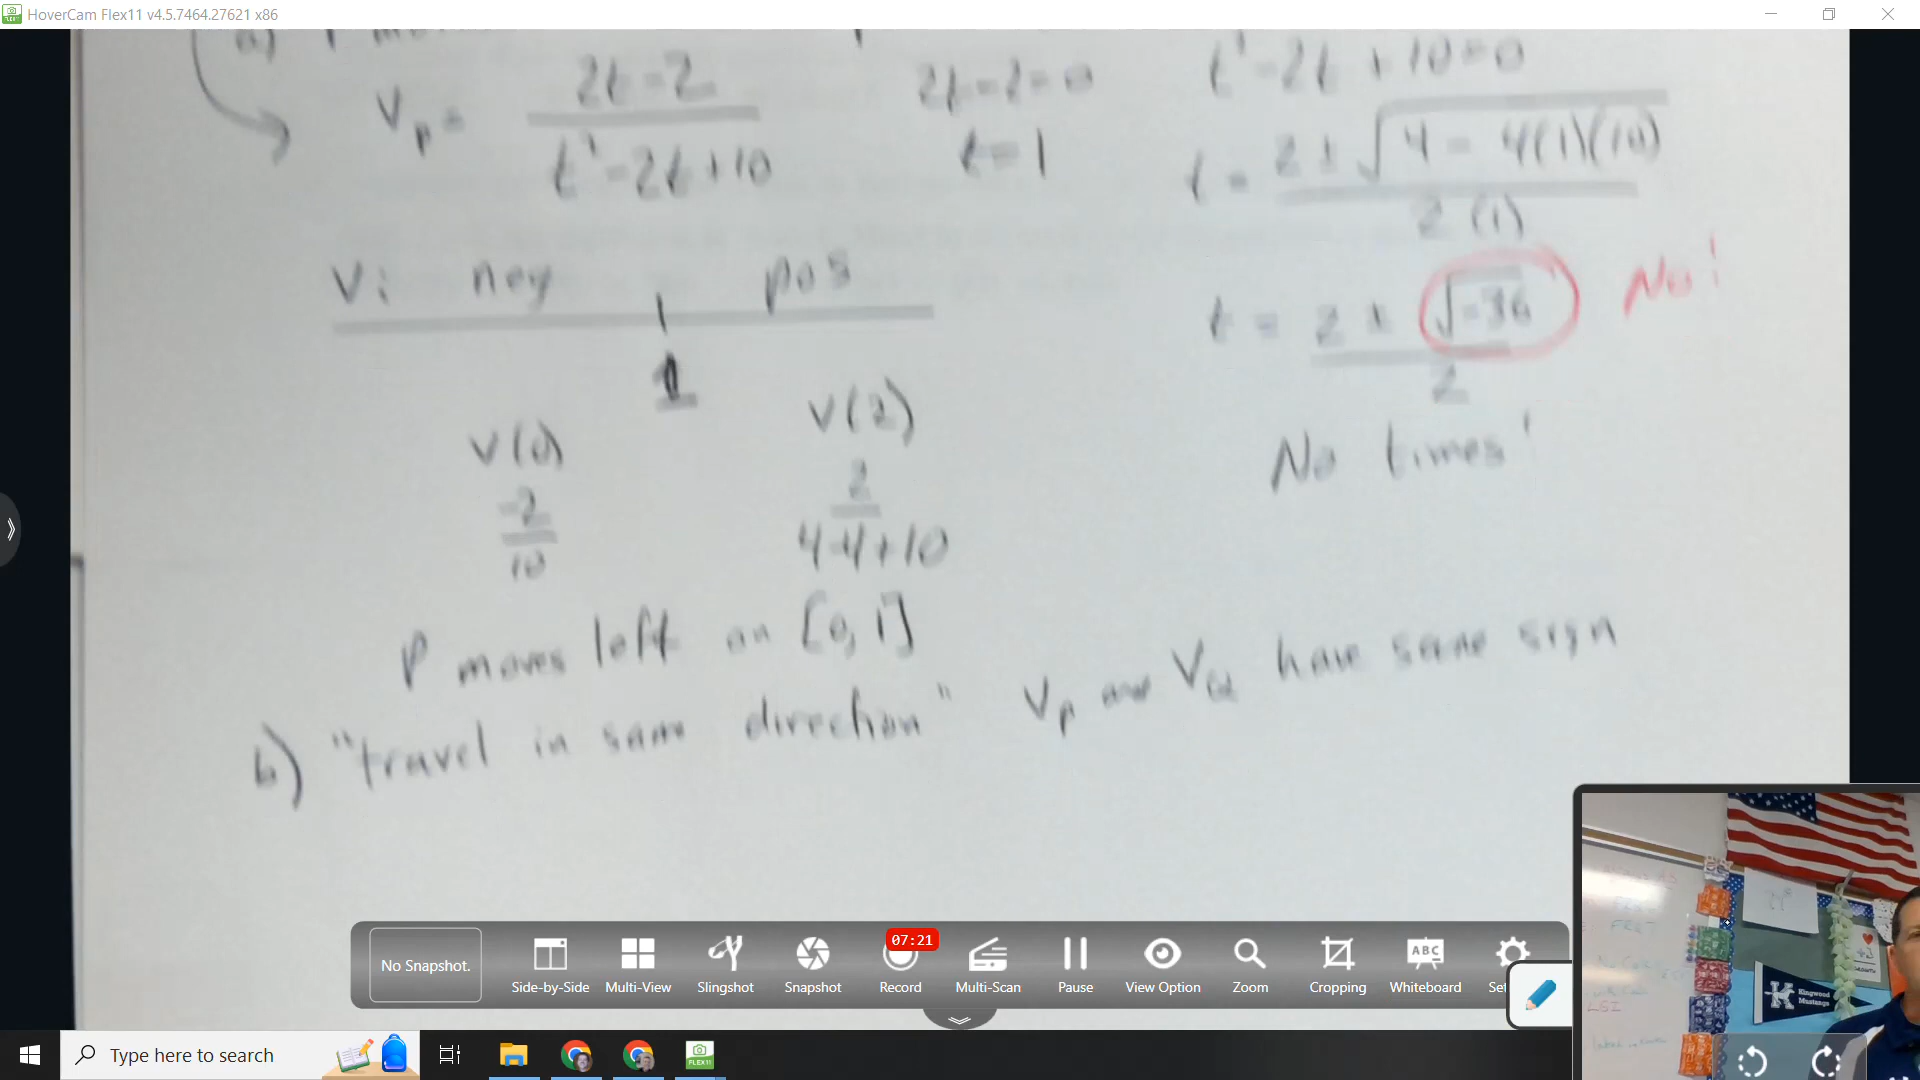 HoverCam Flex11 v4.5.7464.27621 x86
a)
V_p = (2t-2)/(t²-2t+10)
2t-2=0
t=1
t²-2t+10=0
t = (2 ± √(4-4(1)(10)))/(2(1))
V: neg | pos
1
t = (2 ± √-36)/2 No!
V(0) V(2)
-2/10
2/(4-4+10)
No times!
P moves left on [0,1]
b) "travel in same direction" V_p and V_Q have same sign
No Snapshot.
Side-by-Side
Multi-View
Slingshot
Snapshot
07:21
Record
Multi-Scan
Pause
View Option
Zoom
Cropping
ABC
Whiteboard
Set
K Kingwood
Mustangs
Type here to search
FLEX11